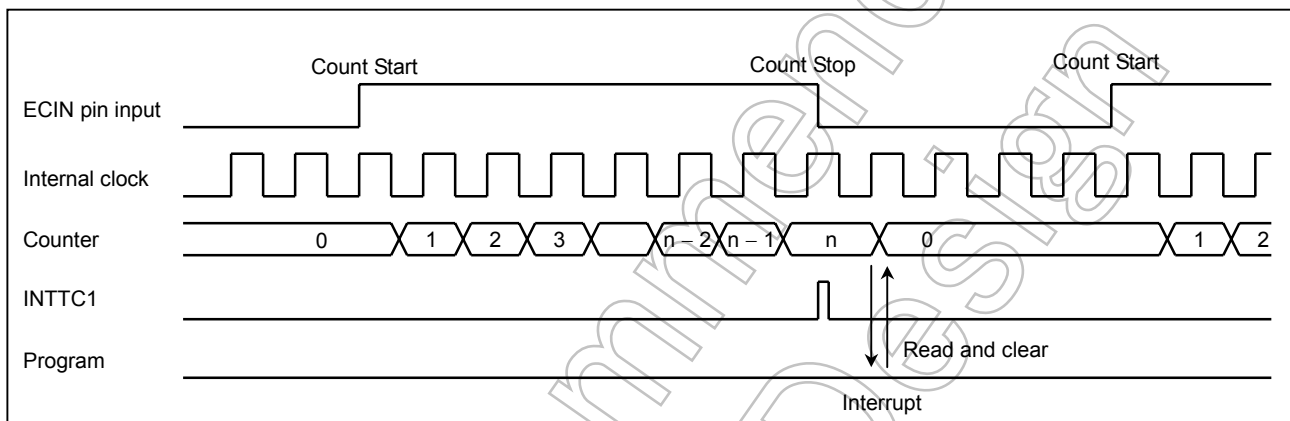 Count Start Count Stop Count Start
ECIN pin input
Internal clock
Counter 0 1 2 3 n − 2 n − 1 n 0 1 2
INTTC1
Read and clear
Program
Interrupt